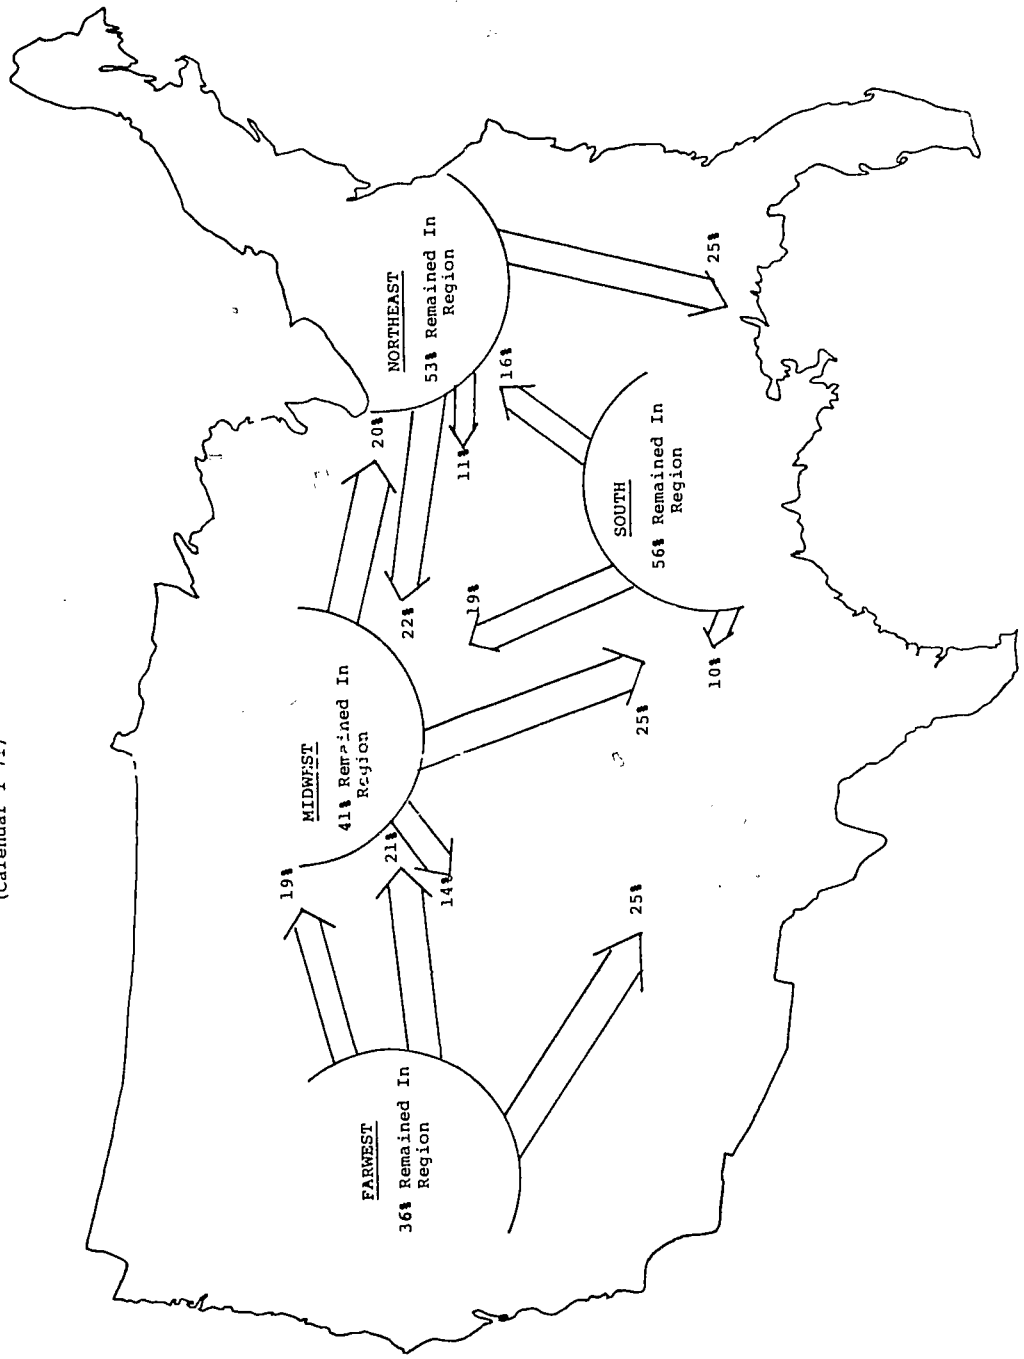 (Calendar
NORTHEAST
53% Remained In
Region
25%
20%
16%
11%
22%
MIDWEST
41% Remained In
Region
19%
SOUTH
56% Remained In
Region
10%
25%
19%
21%
14%
25%
FARWEST
36% Remained In
Region